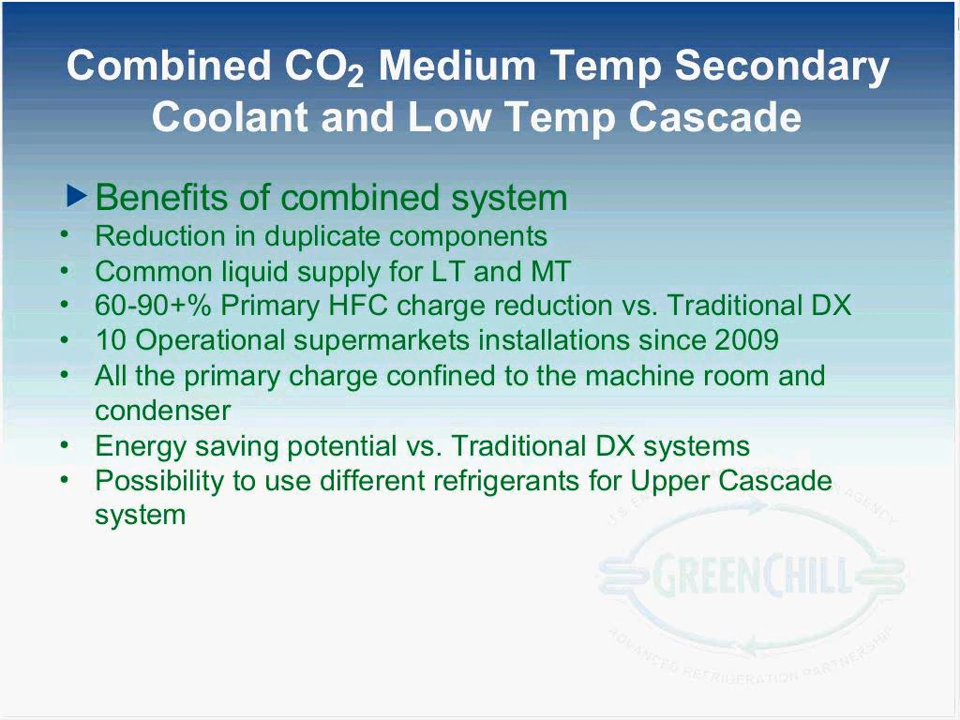 Combined CO₂ Medium Temp Secondary
Coolant and Low Temp Cascade
▶Benefits of combined system
• Reduction in duplicate components
• Common liquid supply for LT and MT
• 60-90+% Primary HFC charge reduction vs. Traditional DX
• 10 Operational supermarkets installations since 2009
• All the primary charge confined to the machine room and
condenser
• Energy saving potential vs. Traditional DX systems
• Possibility to use different refrigerants for Upper Cascade
system
AGENCY
GREENCHILL
ADVANCED REFRIGERATION PARTNERSHIP